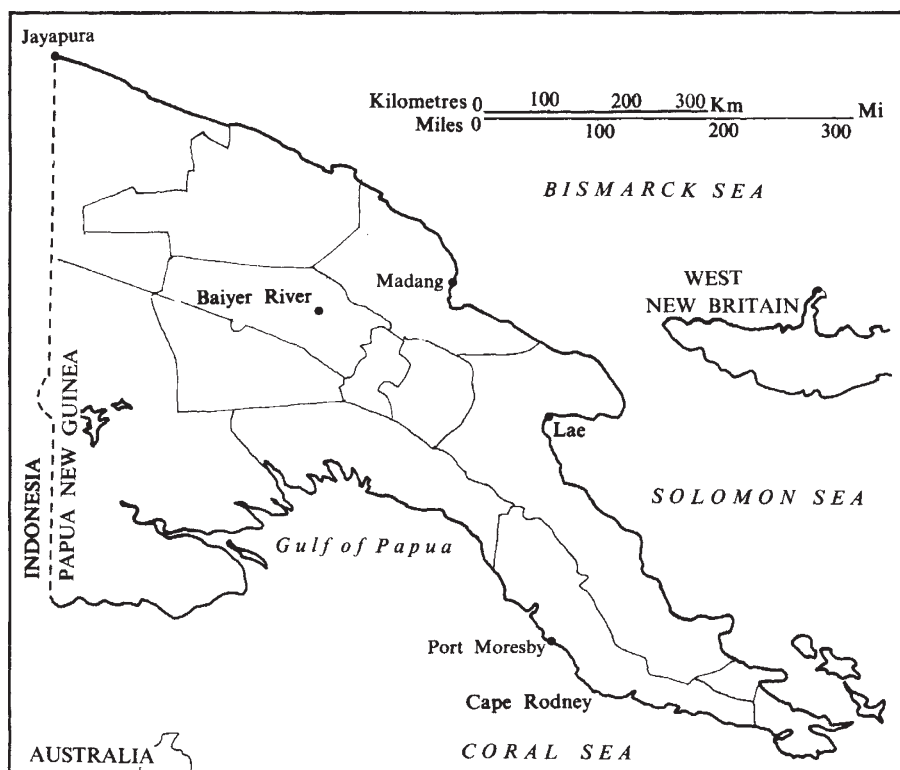 Jayapura
Kilometres 0 100 200 300 Km
Miles 0 100 200 300 Mi
BISMARCK SEA
Madang
WEST
NEW BRITAIN
Baiyer River
INDONESIA
PAPUA NEW GUINEA
Lae
SOLOMON SEA
Gulf of Papua
Port Moresby
Cape Rodney
AUSTRALIA
CORAL SEA